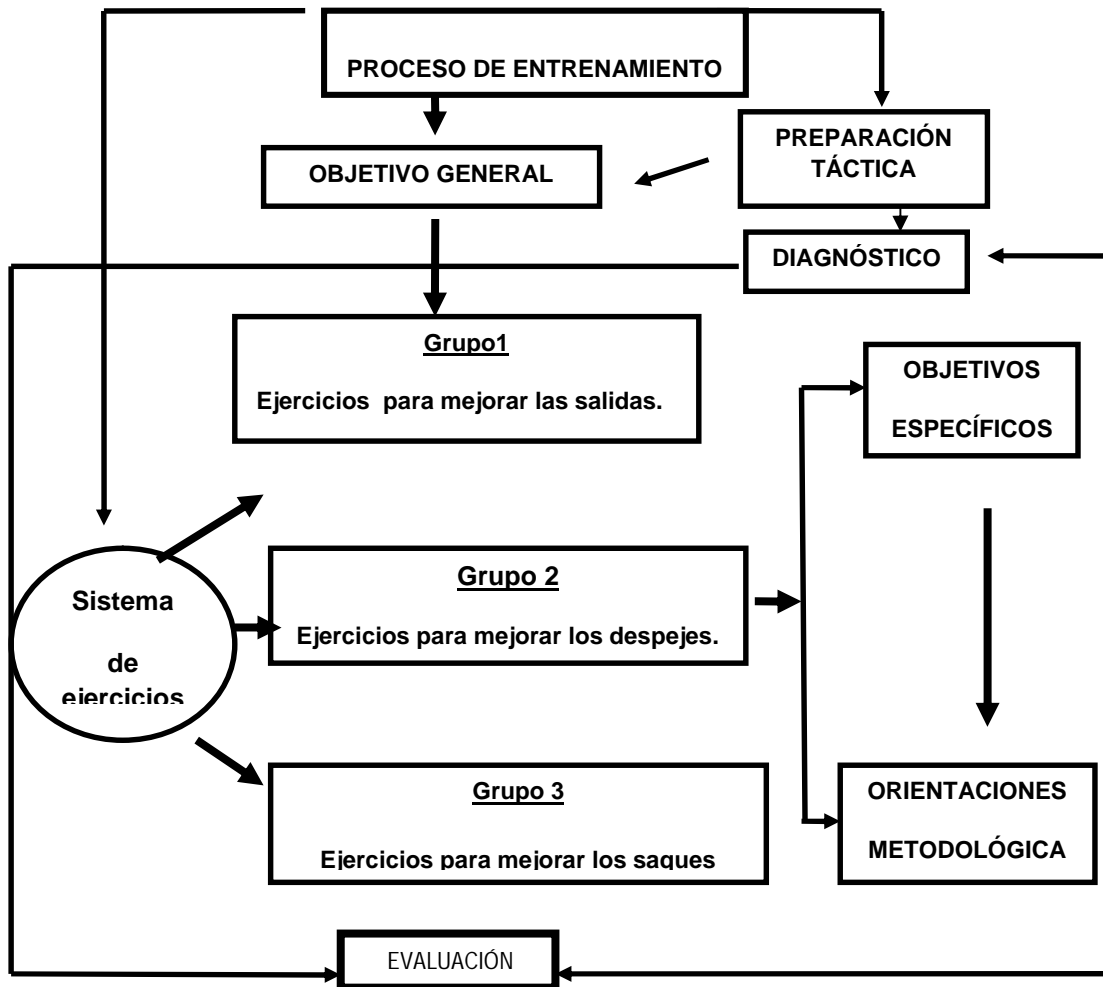 PROCESO DE ENTRENAMIENTO
PREPARACIÓN
TÁCTICA
OBJETIVO GENERAL
DIAGNÓSTICO
Grupo1
Ejercicios para mejorar las salidas.
OBJETIVOS
ESPECÍFICOS
Sistema
de
ejercicios
Grupo 2
Ejercicios para mejorar los despejes.
Grupo 3
Ejercicios para mejorar los saques
ORIENTACIONES
METODOLÓGICA
EVALUACIÓN